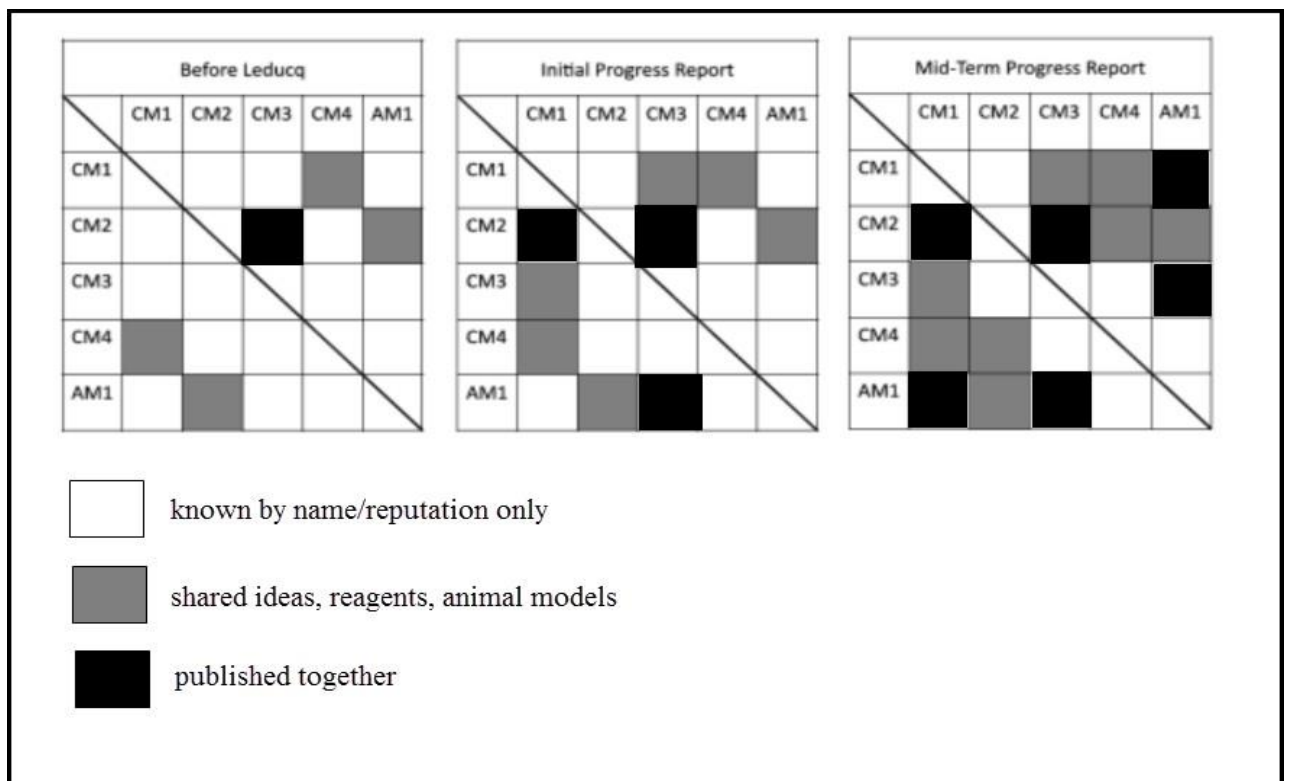 Before Leducq
CM1 CM2 CM3 CM4 AM1
CM1
CM2
CM3
CM4
AM1
Initial Progress Report
CM1 CM2 CM3 CM4 AM1
CM1
CM2
CM3
CM4
AM1
Mid-Term Progress Report
CM1 CM2 CM3 CM4 AM1
CM1
CM2
CM3
CM4
AM1
known by name/reputation only
shared ideas, reagents, animal models
published together